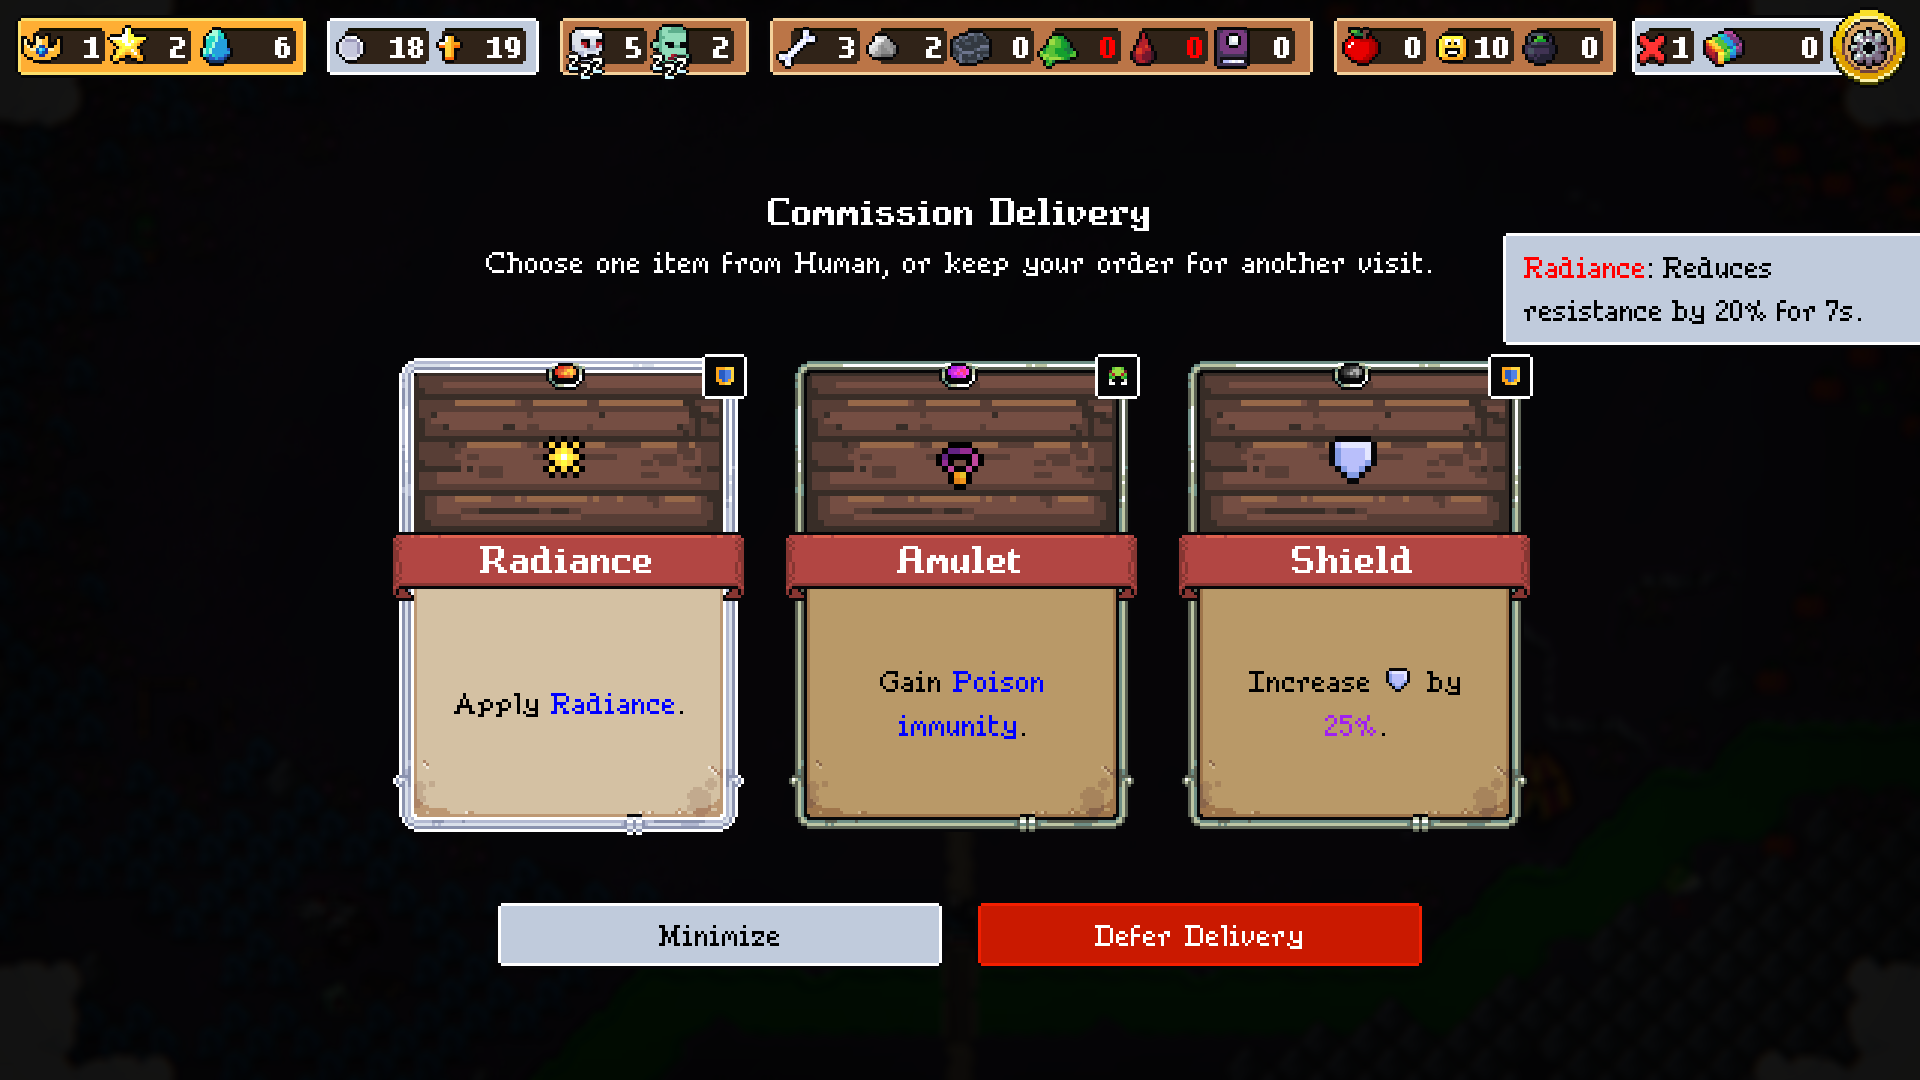 1 2 6 18 19 5 2 3 2 0 0 0 0 0 10 0 1 0
Commission Delivery
Choose one item from Human, or keep your order for another visit.
Radiance: Reduces
resistance by 20% for 7s.
Radiance
Apply Radiance.
Amulet
Gain Poison
immunity.
Shield
Increase by
25%.
Minimize
Defer Delivery